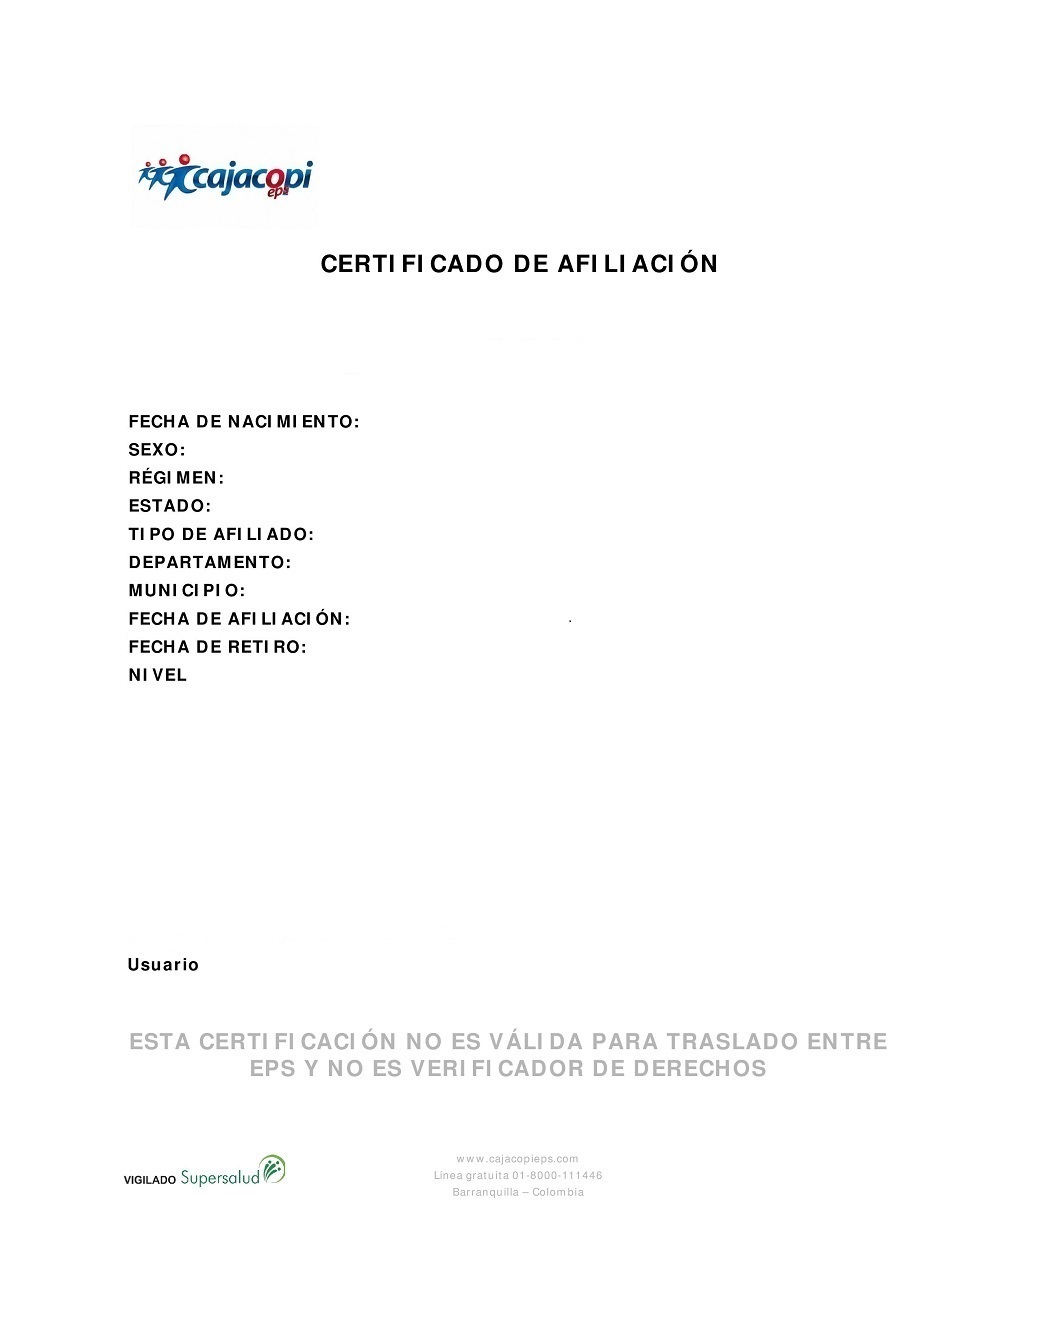 cajacopi
eps
CERTIFICADO DE AFILIACIÓN
FECHA DE NACIMIENTO:
SEXO:
RÉGIMEN:
ESTADO:
TIPO DE AFILIADO:
DEPARTAMENTO:
MUNICIPIO:
FECHA DE AFILIACIÓN:
FECHA DE RETIRO:
NIVEL
Usuario
ESTA CERTIFICACIÓN NO ES VÁLIDA PARA TRASLADO ENTRE
EPS Y NO ES VERIFICADOR DE DERECHOS
VIGILADO Supersalud
www.cajacopieps.com
Línea gratuita 01-8000-111446
Barranquilla – Colombia